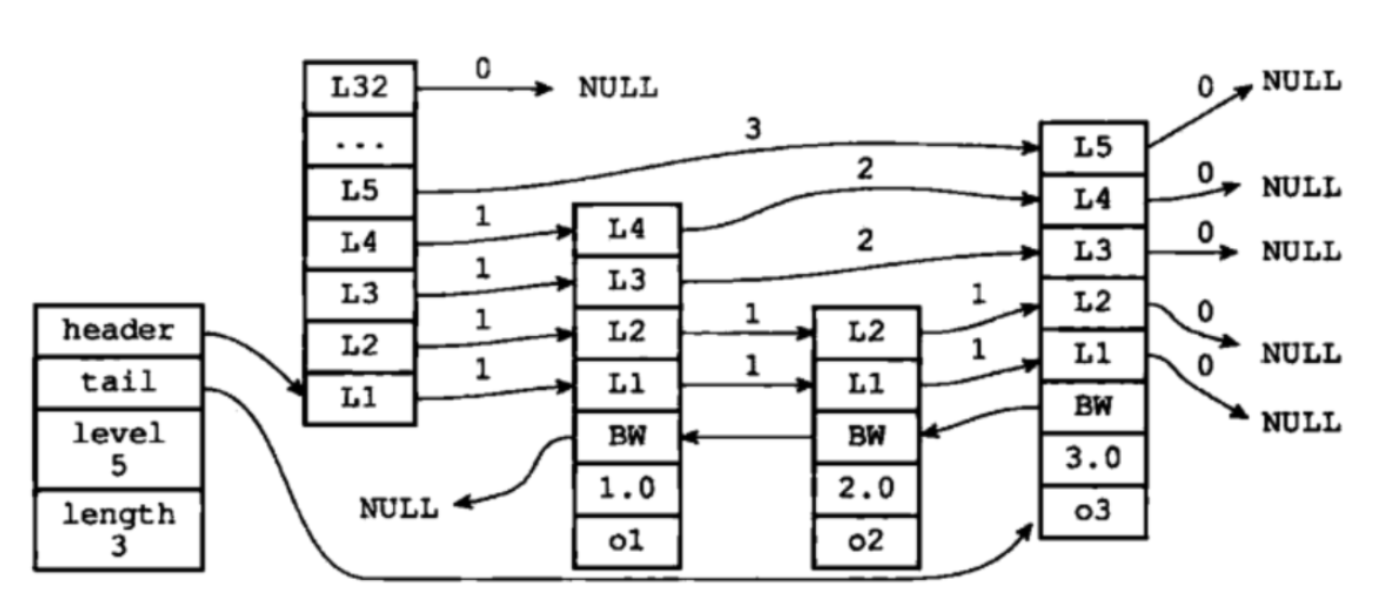 header
tail
level
5
length
3
L32
...
L5
L4
L3
L2
L1
0
NULL
3
1
1
1
1
L4
L3
L2
L1
BW
1.0
o1
NULL
2
2
1
1
L2
L1
BW
2.0
o2
1
1
L5
L4
L3
L2
L1
BW
3.0
o3
0
NULL
0
NULL
0
NULL
0
NULL
0
NULL